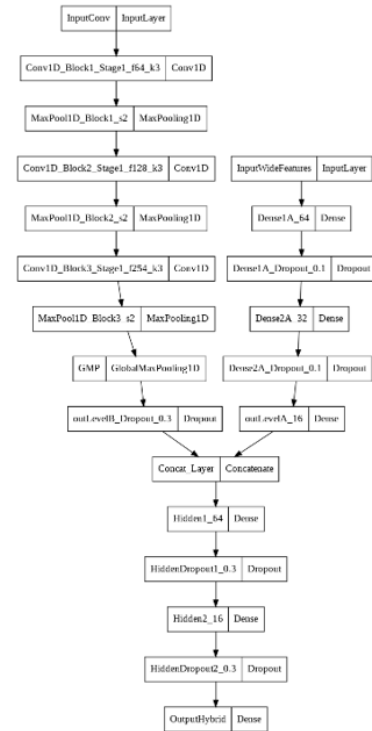 InputConv InputLayer
Conv1D_Block1_Stage1_f64_k3 Conv1D
MaxPool1D_Block1_s2 MaxPooling1D
Conv1D_Block2_Stage1_f128_k3 Conv1D
InputWideFeatures InputLayer
MaxPool1D_Block2_s2 MaxPooling1D
Dense1A_64 Dense
Conv1D_Block3_Stage1_f254_k3 Conv1D
Dense1A_Dropout_0.1 Dropout
MaxPool1D_Block3_s2 MaxPooling1D
Dense2A_32 Dense
GMP GlobalMaxPooling1D
Dense2A_Dropout_0.1 Dropout
outLevelB_Dropout_0.3 Dropout
outLevelA_16 Dense
Concat_Layer Concatenate
Hidden1_64 Dense
HiddenDropout1_0.3 Dropout
Hidden2_16 Dense
HiddenDropout2_0.3 Dropout
OutputHybrid Dense